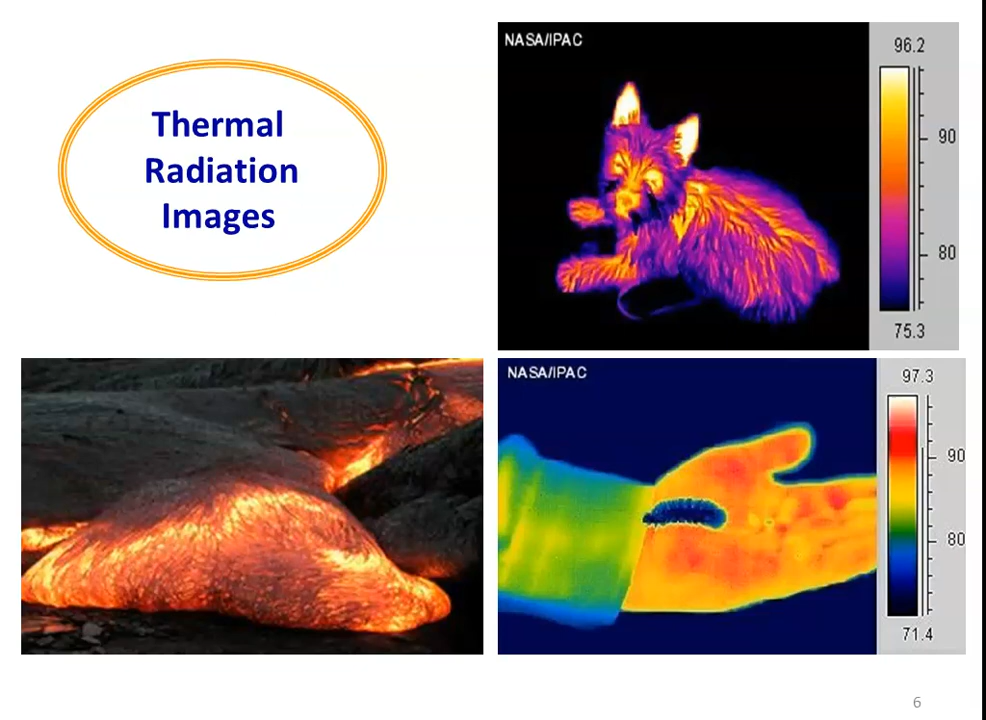 Thermal
Radiation
Images
NASA/IPAC
96.2
90
80
75.3
NASA/IPAC
97.3
90
80
71.4
6